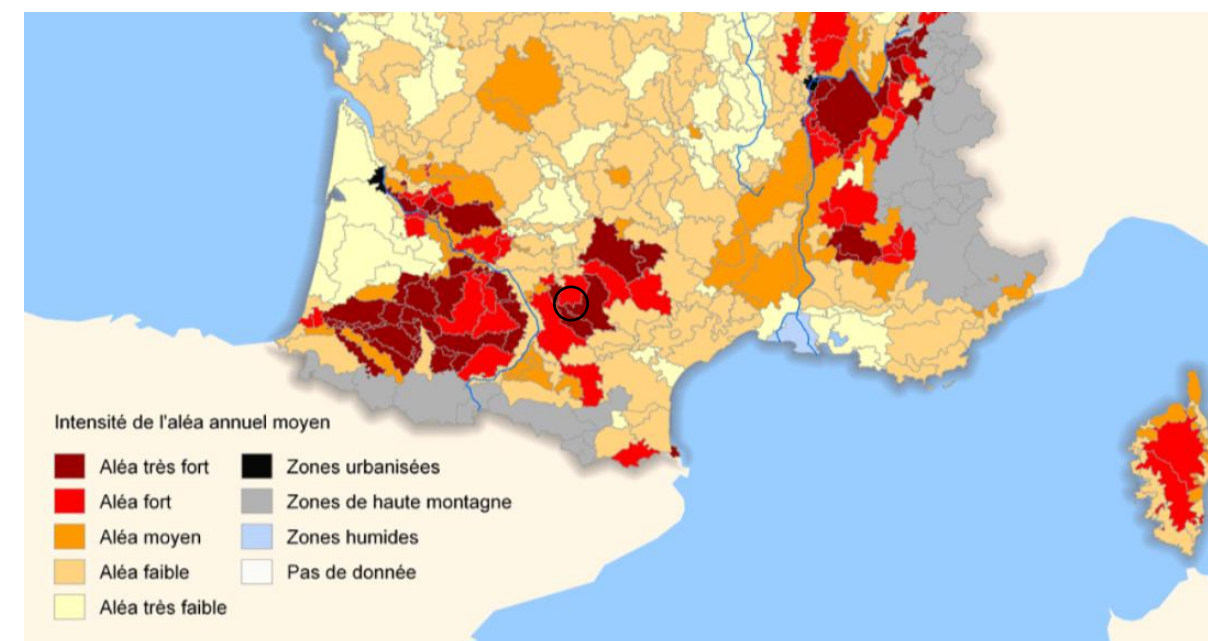 Intensité de l'aléa annuel moyen
Aléa très fort
Aléa fort
Aléa moyen
Aléa faible
Aléa très faible
Zones urbanisées
Zones de haute montagne
Zones humides
Pas de donnée